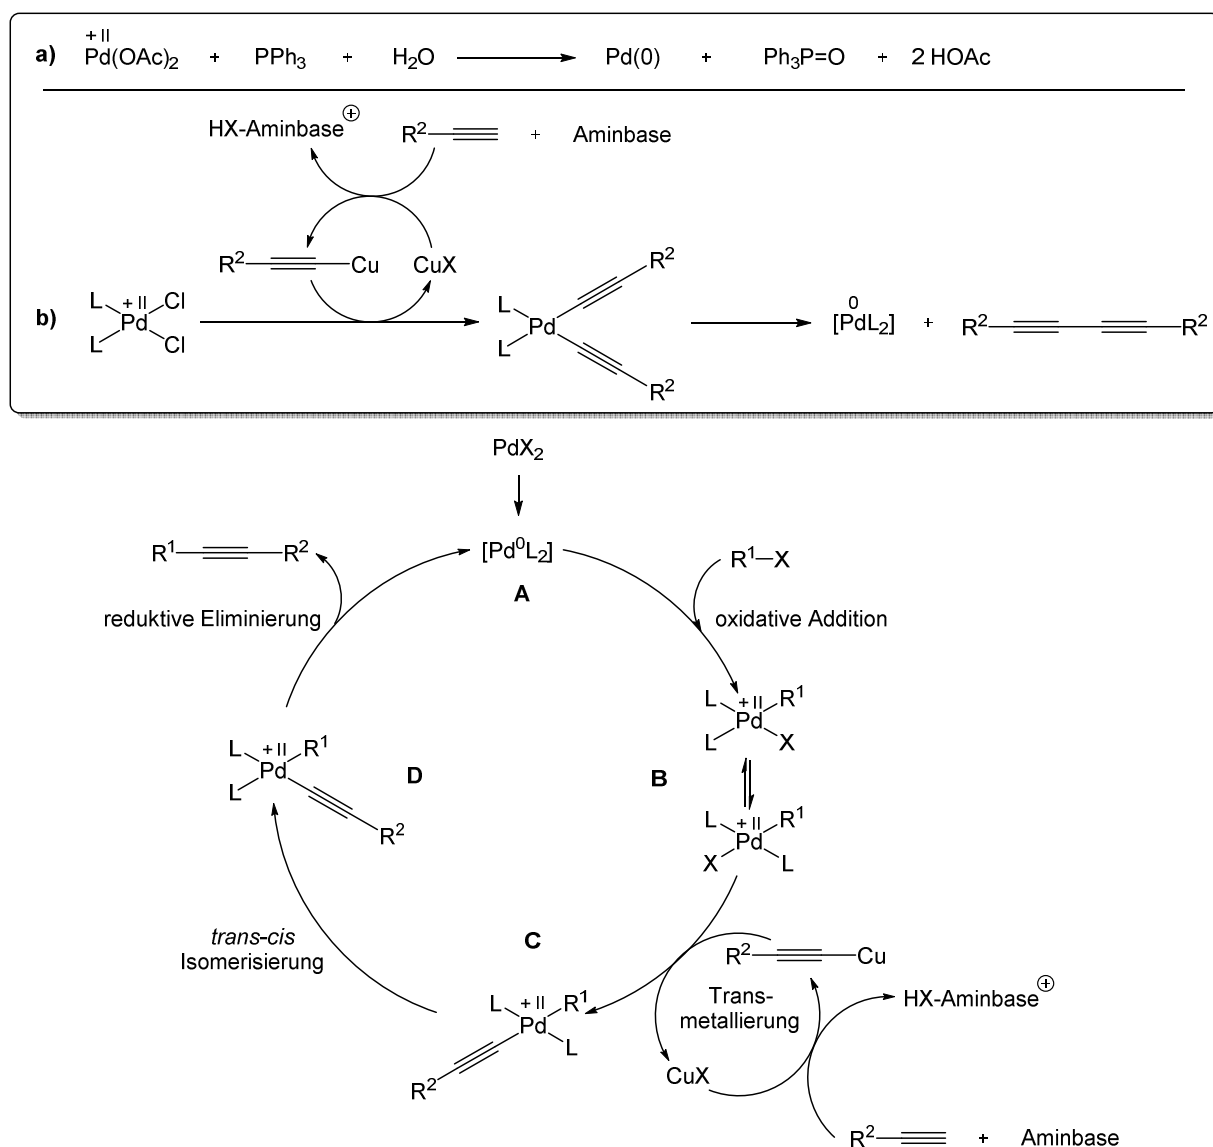 a) +II Pd(OAc)2 + PPh3 + H2O Pd(0) + Ph3P=O + 2 HOAc
HX-Aminbase⊕ R2 + Aminbase
R2 Cu CuX
R2
b) L L +II Pd Cl Cl
L L Pd
0 [PdL2] + R2 R2
R2
PdX2
R1 R2
[Pd0L2]
R1–X
A
reduktive Eliminierung
oxidative Addition
L +II R1
Pd
L X
L +II R1
Pd
L
R2
D
B
L +II R1
Pd
X L
trans-cis
Isomerisierung
C
R2 Cu
L +II R1
Pd
L
R2
Trans-
metallierung
HX-Aminbase⊕
CuX
R2 + Aminbase